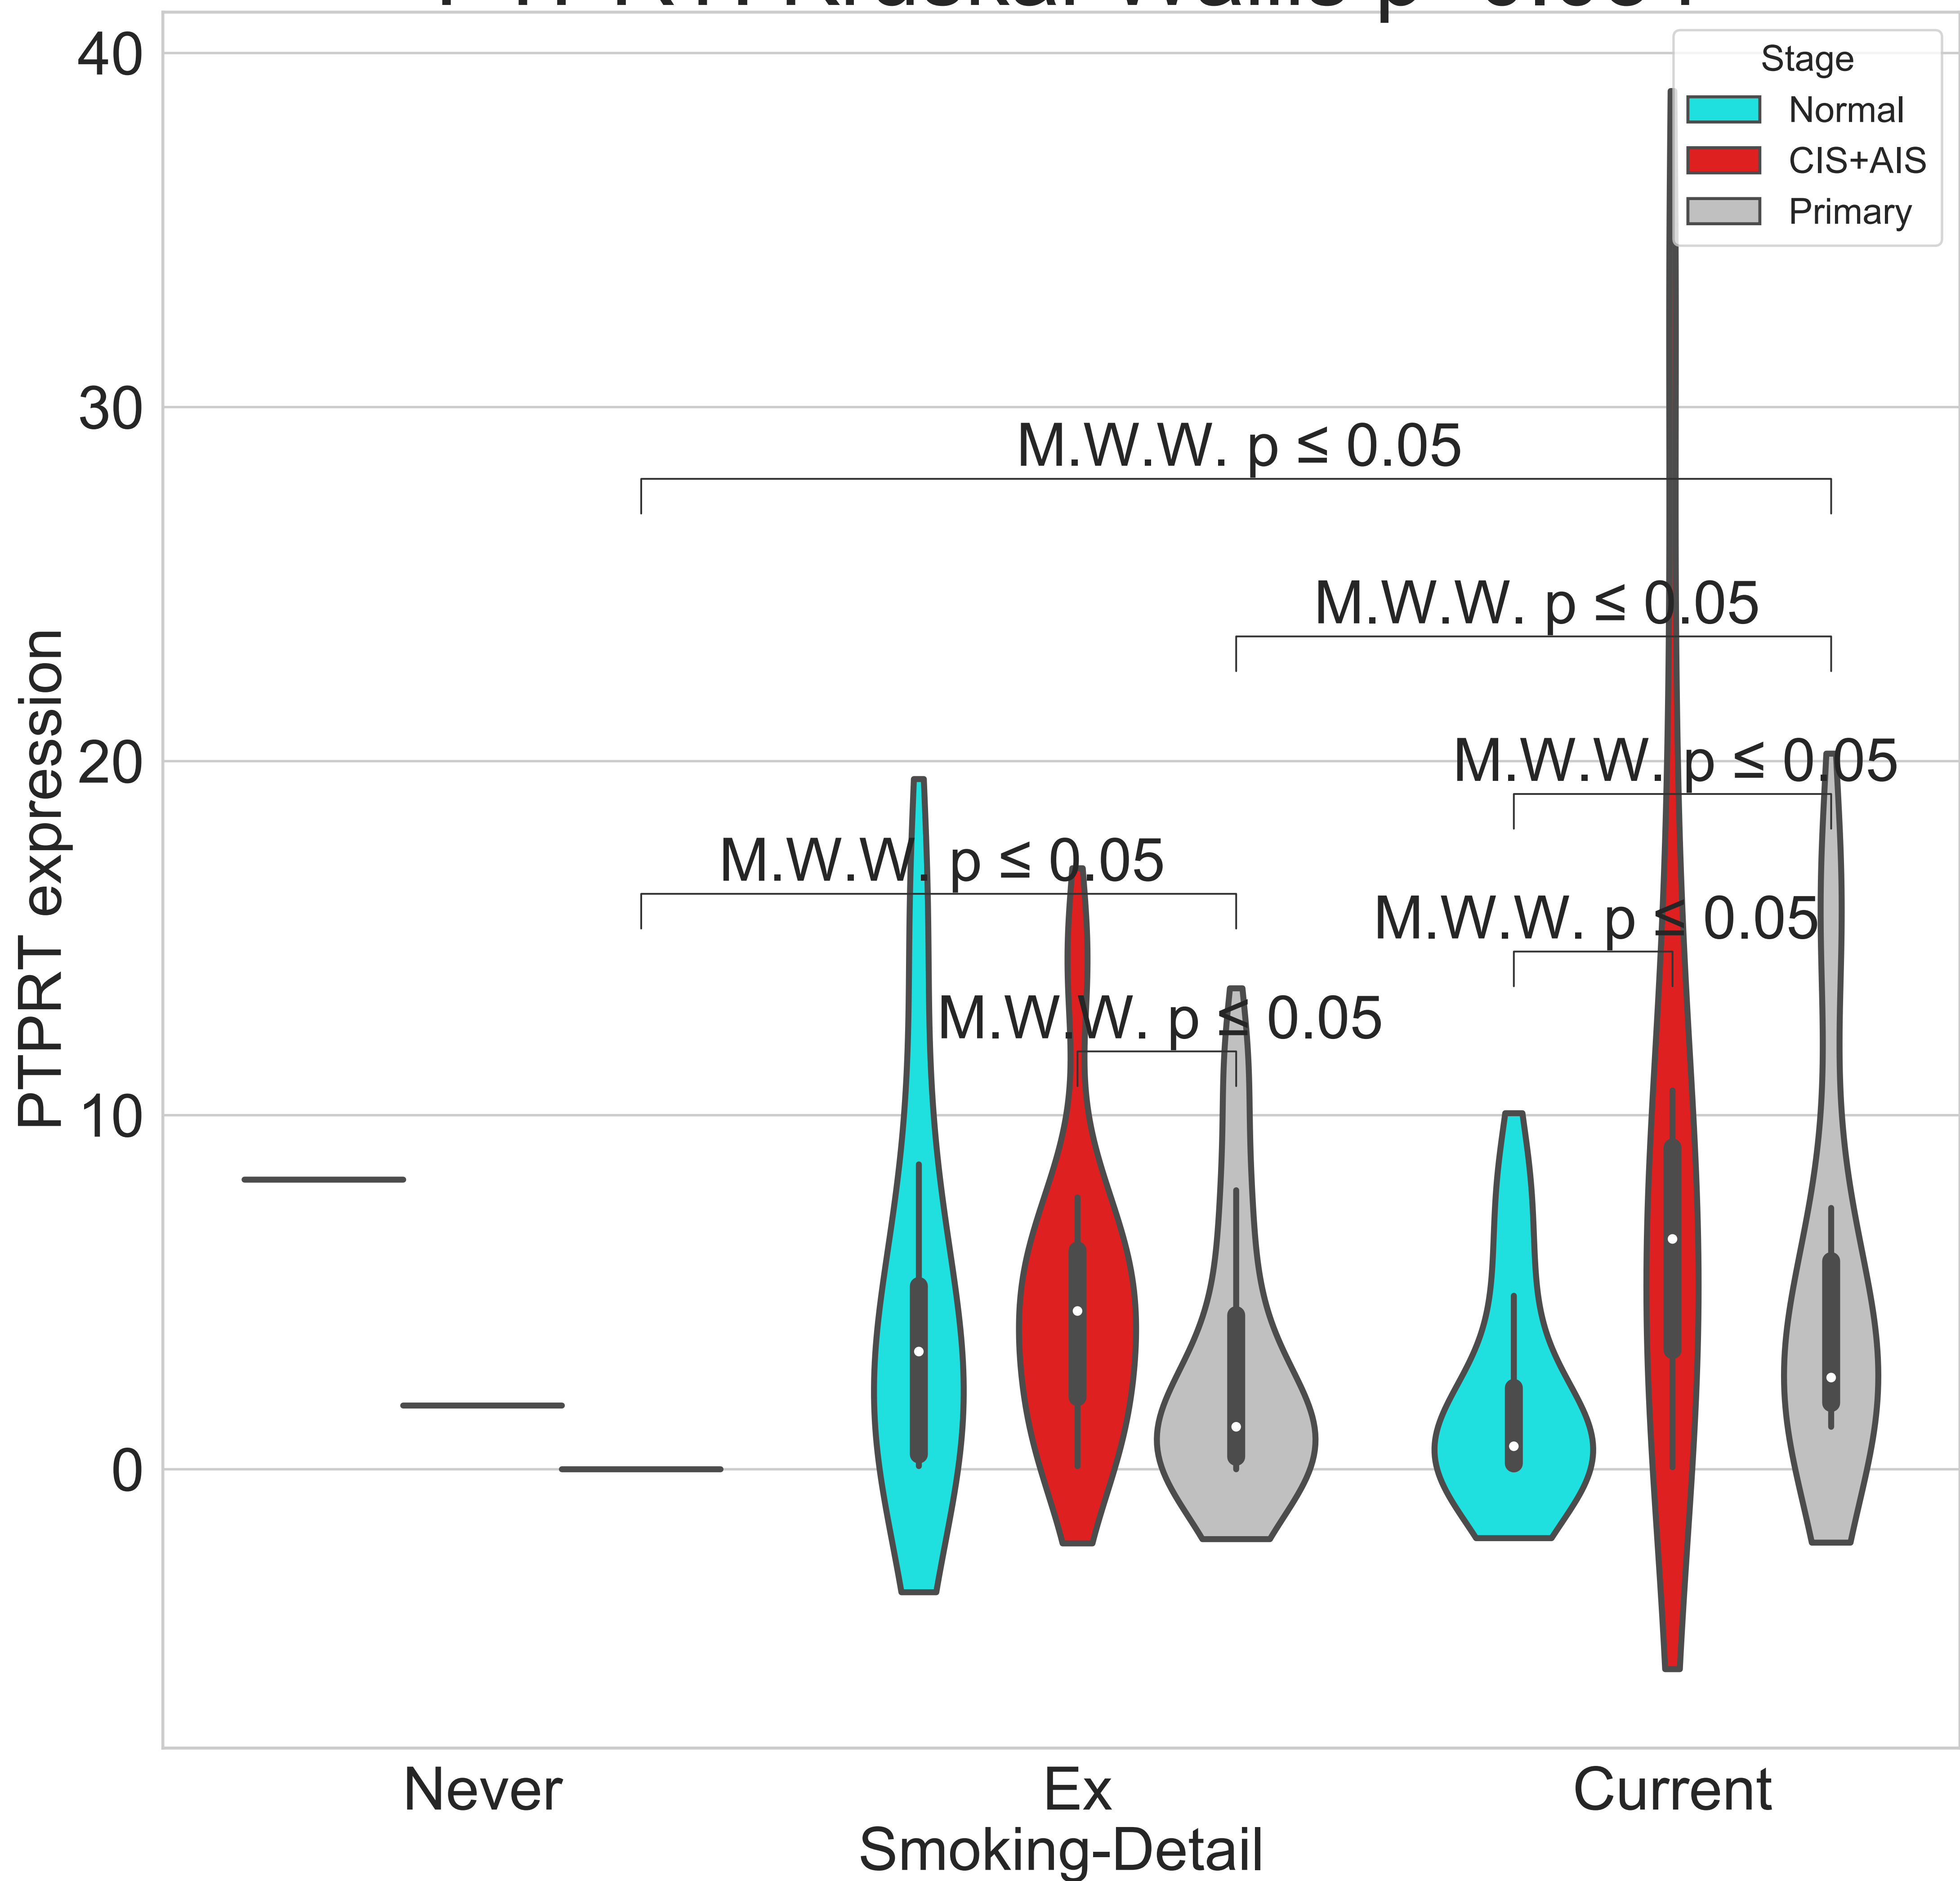 40
Stage
Normal
CIS+AIS
Primary
30
M.W.W. p ≤ 0.05
M.W.W. p ≤ 0.05
20
M.W.W. p ≤ 0.05
M.W.W. p ≤ 0.05
M.W.W. p ≤ 0.05
M.W.W. p ≤ 0.05
10
0
PTPRT expression
Never
Ex
Current
Smoking-Detail